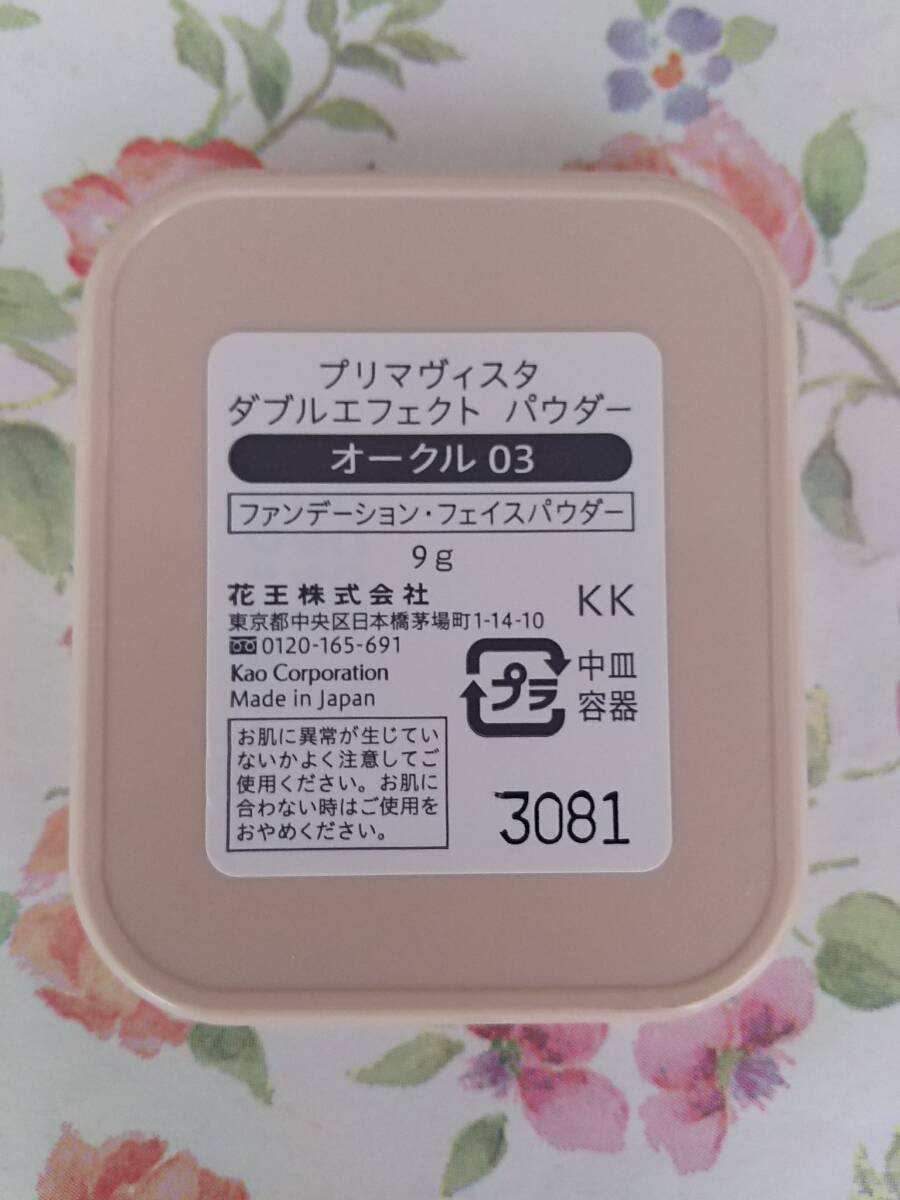 プリマヴィスタ
ダブルエフェクト パウダー
オークル 03
ファンデーション・フェイスパウダー
9g
花王株式会社
東京都中央区日本橋茅場町1-14-10
0120-165-691
Kao Corporation
Made in Japan
KK
プラ
中皿
容器
お肌に異常が生じてい
ないかよく注意してご
使用ください。お肌に
合わない時はご使用を
おやめください。
3081